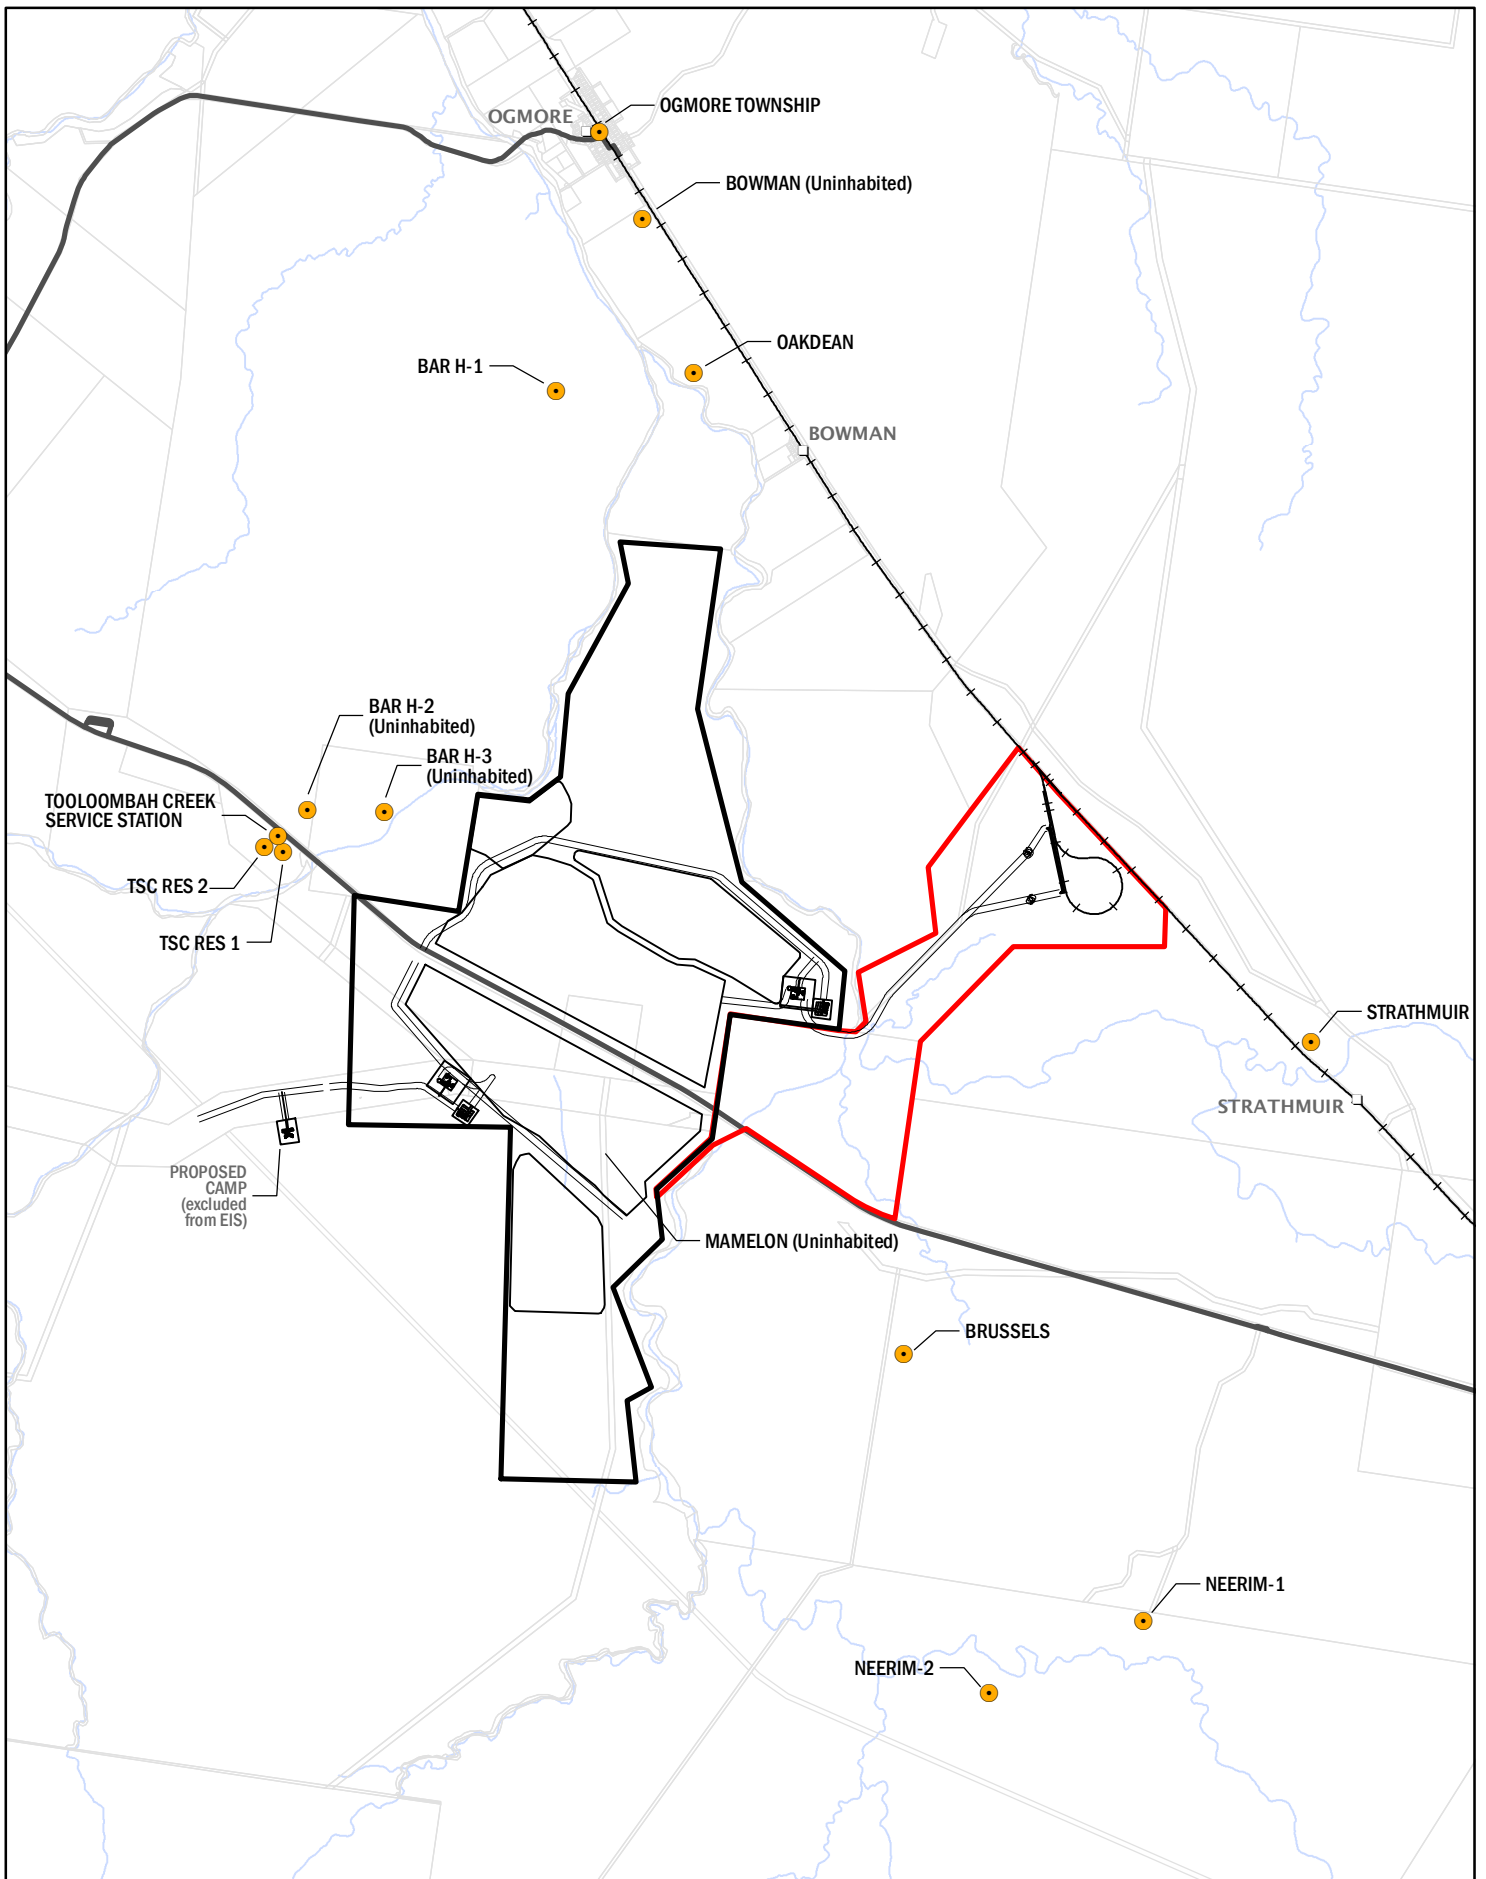 OGMORE TOWNSHIP
OGMORE
BOWMAN (Uninhabited)
OAKDEAN
BAR H-1
BOWMAN
BAR H-2
(Uninhabited)
BAR H-3
(Uninhabited)
TOOLOOMBAH CREEK
SERVICE STATION
TSC RES 2
TSC RES 1
STRATHMUIR
STRATHMUIR
PROPOSED
CAMP
(excluded
from EIS)
MAMELON (Uninhabited)
BRUSSELS
NEERIM-1
NEERIM-2